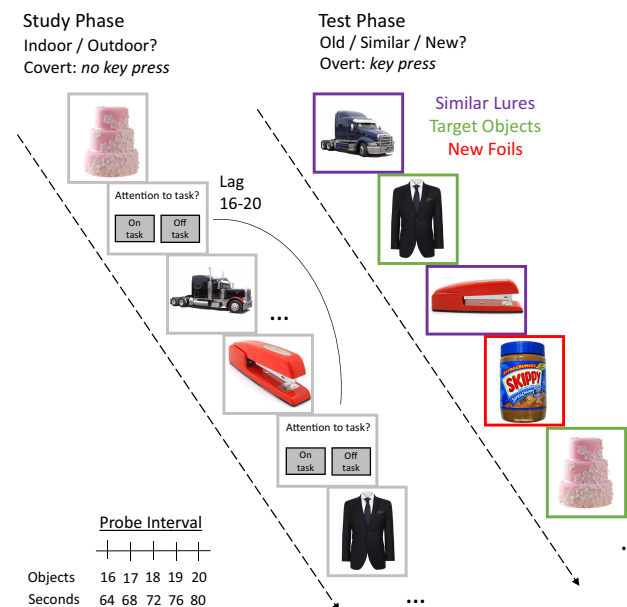 Study Phase
Indoor / Outdoor?
Covert: no key press
Test Phase
Old / Similar / New?
Overt: key press
Similar Lures
Target Objects
New Foils
Attention to task?
On task
Off task
Lag
16-20
...
SKIPPY
Attention to task?
On task
Off task
...
Probe Interval
Objects 16 17 18 19 20
Seconds 64 68 72 76 80